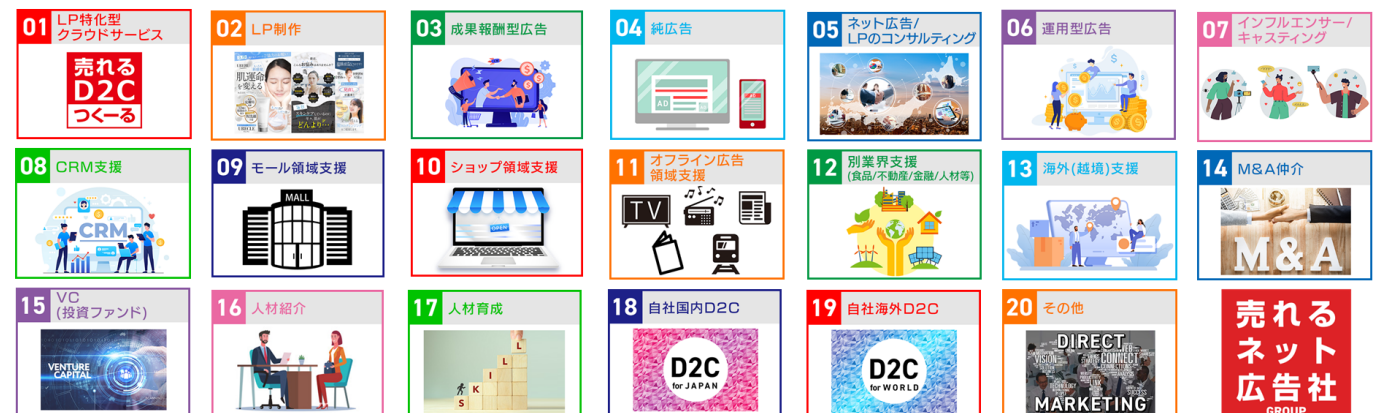 01 LP特化型
クラウドサービス
売れる
D2C
つくーる
02 LP制作
肌運命
を変える
03 成果報酬型広告
04 純広告
AD
05 ネット広告/
LPのコンサルティング
06 運用型広告
07 インフルエンサー/
キャスティング
08 CRM支援
CRM
09 モール領域支援
MALL
10 ショップ領域支援
OPEN
11 オフライン広告
領域支援
TV
12 別業界支援
(食品/不動産/金融/人材等)
13 海外(越境)支援
14 M&A仲介
M&A
15 VC
(投資ファンド)
VENTURE
CAPITAL
16 人材紹介
17 人材育成
S K I L L
18 自社国内D2C
D2C
for JAPAN
19 自社海外D2C
D2C
for WORLD
20 その他
DIRECT
VISION
CONNECT
MARKETING
売れる
ネット
広告社
GROUP